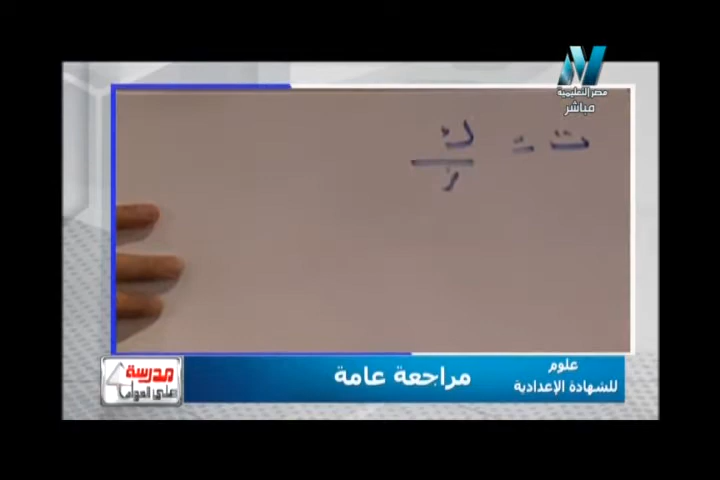 مصر التعليمية
مباشر
ت = ك / ز
علوم
للشهادة الإعدادية
مراجعة عامة
مدرسة
على الهواء